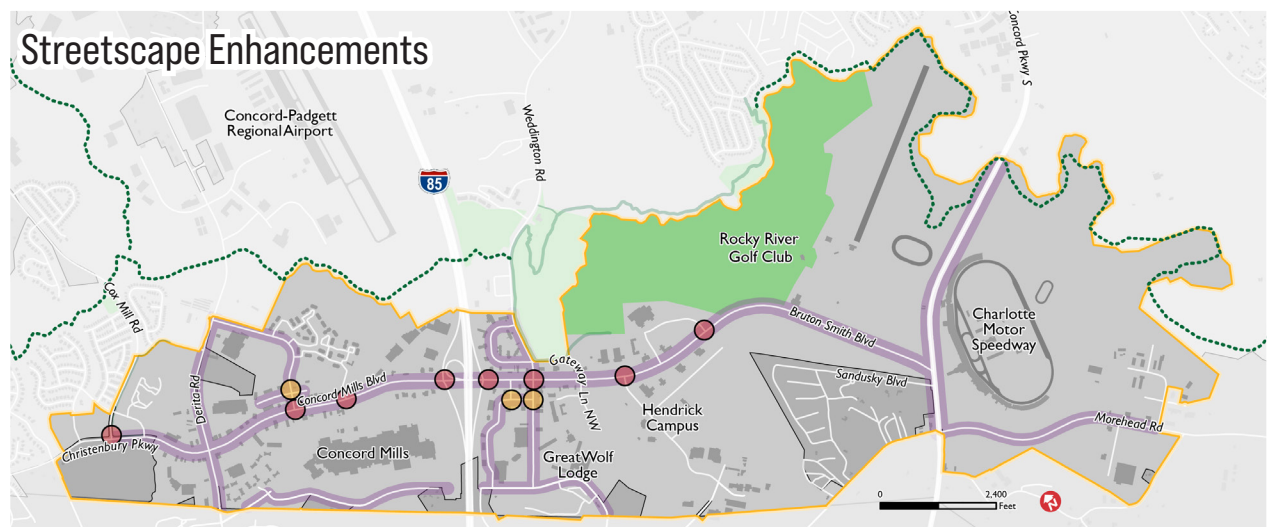 Streetscape Enhancements
Concord Pkwy S
Concord-Padgett
Regional Airport
Weddington Rd
85
Rocky River
Golf Club
Cox Mill Rd
Charlotte
Motor
Speedway
Bruton Smith Blvd
Gateway Ln NW
Derita Rd
Concord Mills Blvd
Sandusky Blvd
Hendrick
Campus
Morehead Rd
Christenbury Pkwy
Concord Mills
Great Wolf
Lodge
0 2,400
Feet